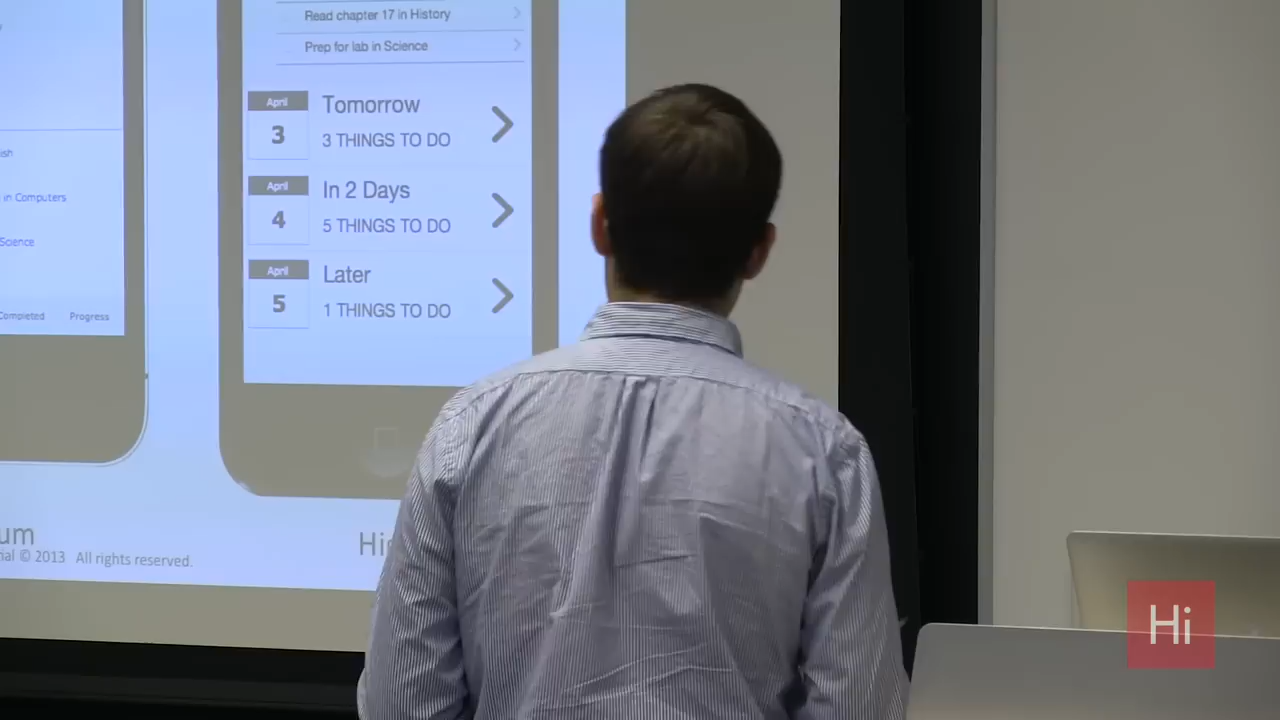 Read chapter 17 in History
Prep for lab in Science
April
3
Tomorrow
3 THINGS TO DO
April
4
In 2 Days
5 THINGS TO DO
April
5
Later
1 THINGS TO DO
in Computers
Science
Completed
Progress
© 2013 All rights reserved.
Hi